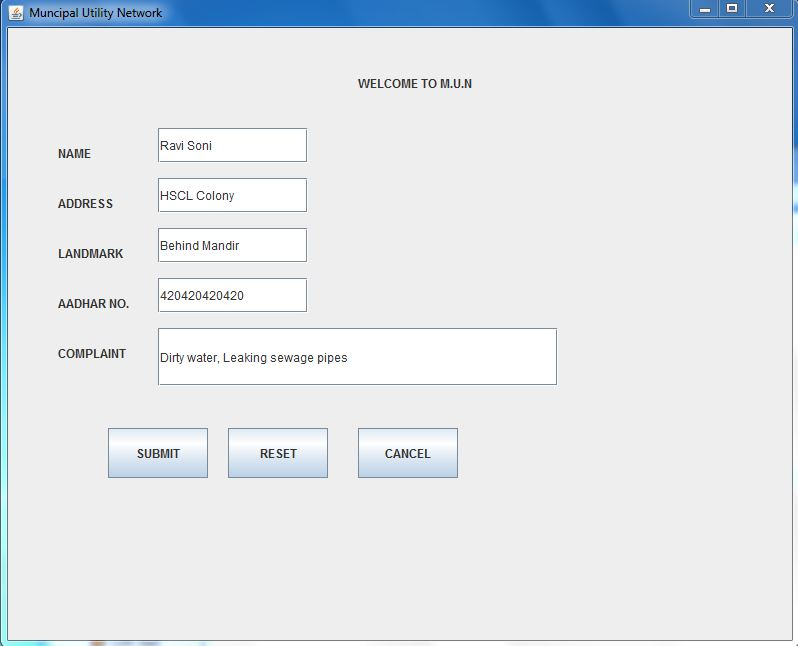 Muncipal Utility Network
WELCOME TO M.U.N
NAME
Ravi Soni
ADDRESS
HSCL Colony
LANDMARK
Behind Mandir
AADHAR NO.
420420420420
COMPLAINT
Dirty water, Leaking sewage pipes
SUBMIT RESET CANCEL